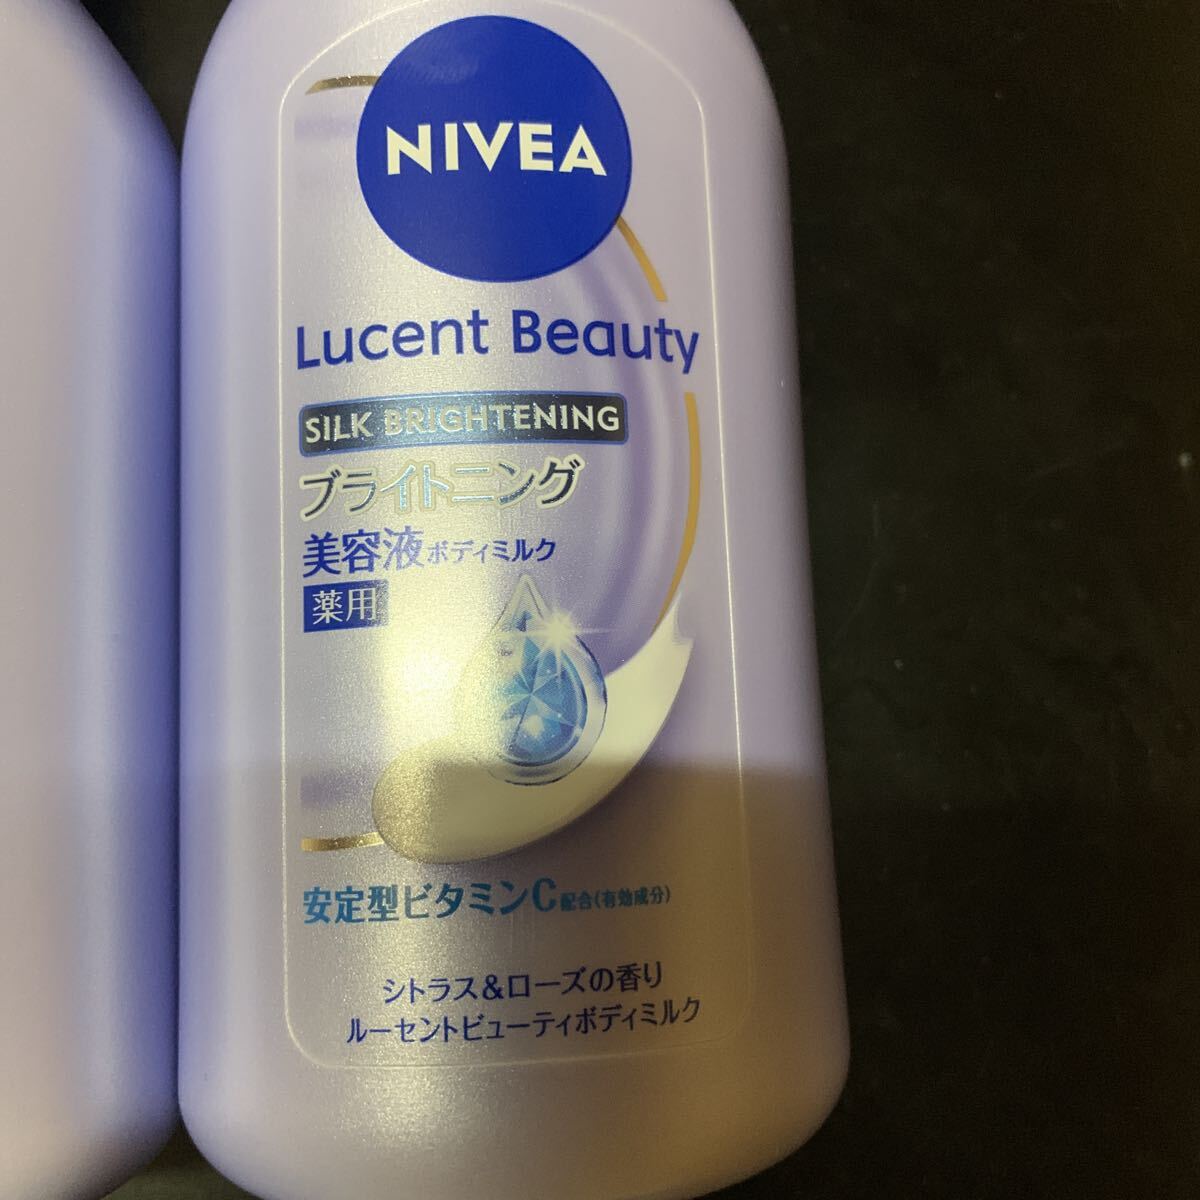 NIVEA
Lucent Beauty
SILK BRIGHTENING
ブライトニング
美容液ボディミルク
薬用
安定型ビタミンC配合(有効成分)
シトラス&ローズの香り
ルーセントビューティボディミルク